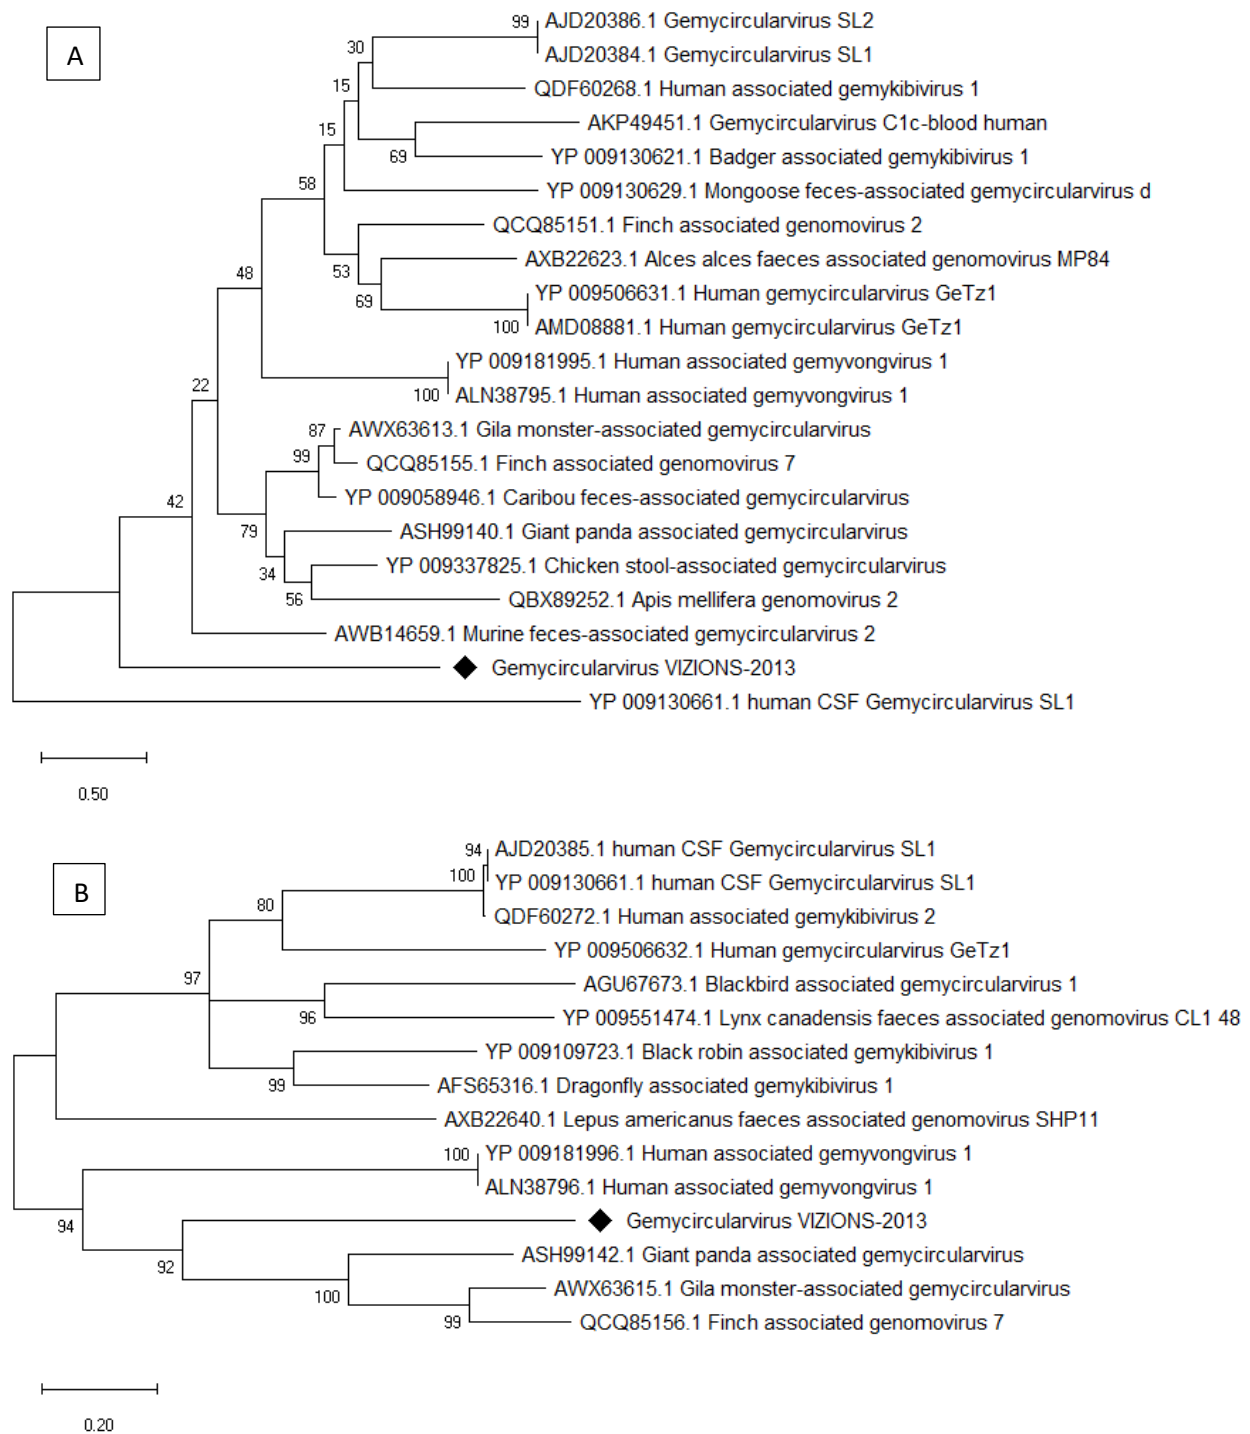 A
99 AJD20386.1 Gemycircularvirus SL2
30
AJD20384.1 Gemycircularvirus SL1
15
QDF60268.1 Human associated gemykibivirus 1
15
AKP49451.1 Gemycircularvirus C1c-blood human
69
YP 009130621.1 Badger associated gemykibivirus 1
58
YP 009130629.1 Mongoose feces-associated gemycircularvirus d
QCQ85151.1 Finch associated genomovirus 2
48
53
AXB22623.1 Alces alces faeces associated genomovirus MP84
69
YP 009506631.1 Human gemycircularvirus GeTz1
100
AMD08881.1 Human gemycircularvirus GeTz1
YP 009181995.1 Human associated gemyvongvirus 1
22
100
ALN38795.1 Human associated gemyvongvirus 1
87
AWX63613.1 Gila monster-associated gemycircularvirus
99
QCQ85155.1 Finch associated genomovirus 7
42
YP 009058946.1 Caribou feces-associated gemycircularvirus
79
ASH99140.1 Giant panda associated gemycircularvirus
34
YP 009337825.1 Chicken stool-associated gemycircularvirus
56
QBX89252.1 Apis mellifera genomovirus 2
AWB14659.1 Murine feces-associated gemycircularvirus 2
Gemycircularvirus VIZIONS-2013
YP 009130661.1 human CSF Gemycircularvirus SL1
0.50
B
94
AJD20385.1 human CSF Gemycircularvirus SL1
100
YP 009130661.1 human CSF Gemycircularvirus SL1
80
QDF60272.1 Human associated gemykibivirus 2
YP 009506632.1 Human gemycircularvirus GeTz1
97
AGU67673.1 Blackbird associated gemycircularvirus 1
96
YP 009551474.1 Lynx canadensis faeces associated genomovirus CL1 48
YP 009109723.1 Black robin associated gemykibivirus 1
99
AFS65316.1 Dragonfly associated gemykibivirus 1
AXB22640.1 Lepus americanus faeces associated genomovirus SHP11
100
YP 009181996.1 Human associated gemyvongvirus 1
ALN38796.1 Human associated gemyvongvirus 1
94
Gemycircularvirus VIZIONS-2013
92
ASH99142.1 Giant panda associated gemycircularvirus
100
AWX63615.1 Gila monster-associated gemycircularvirus
99
QCQ85156.1 Finch associated genomovirus 7
0.20